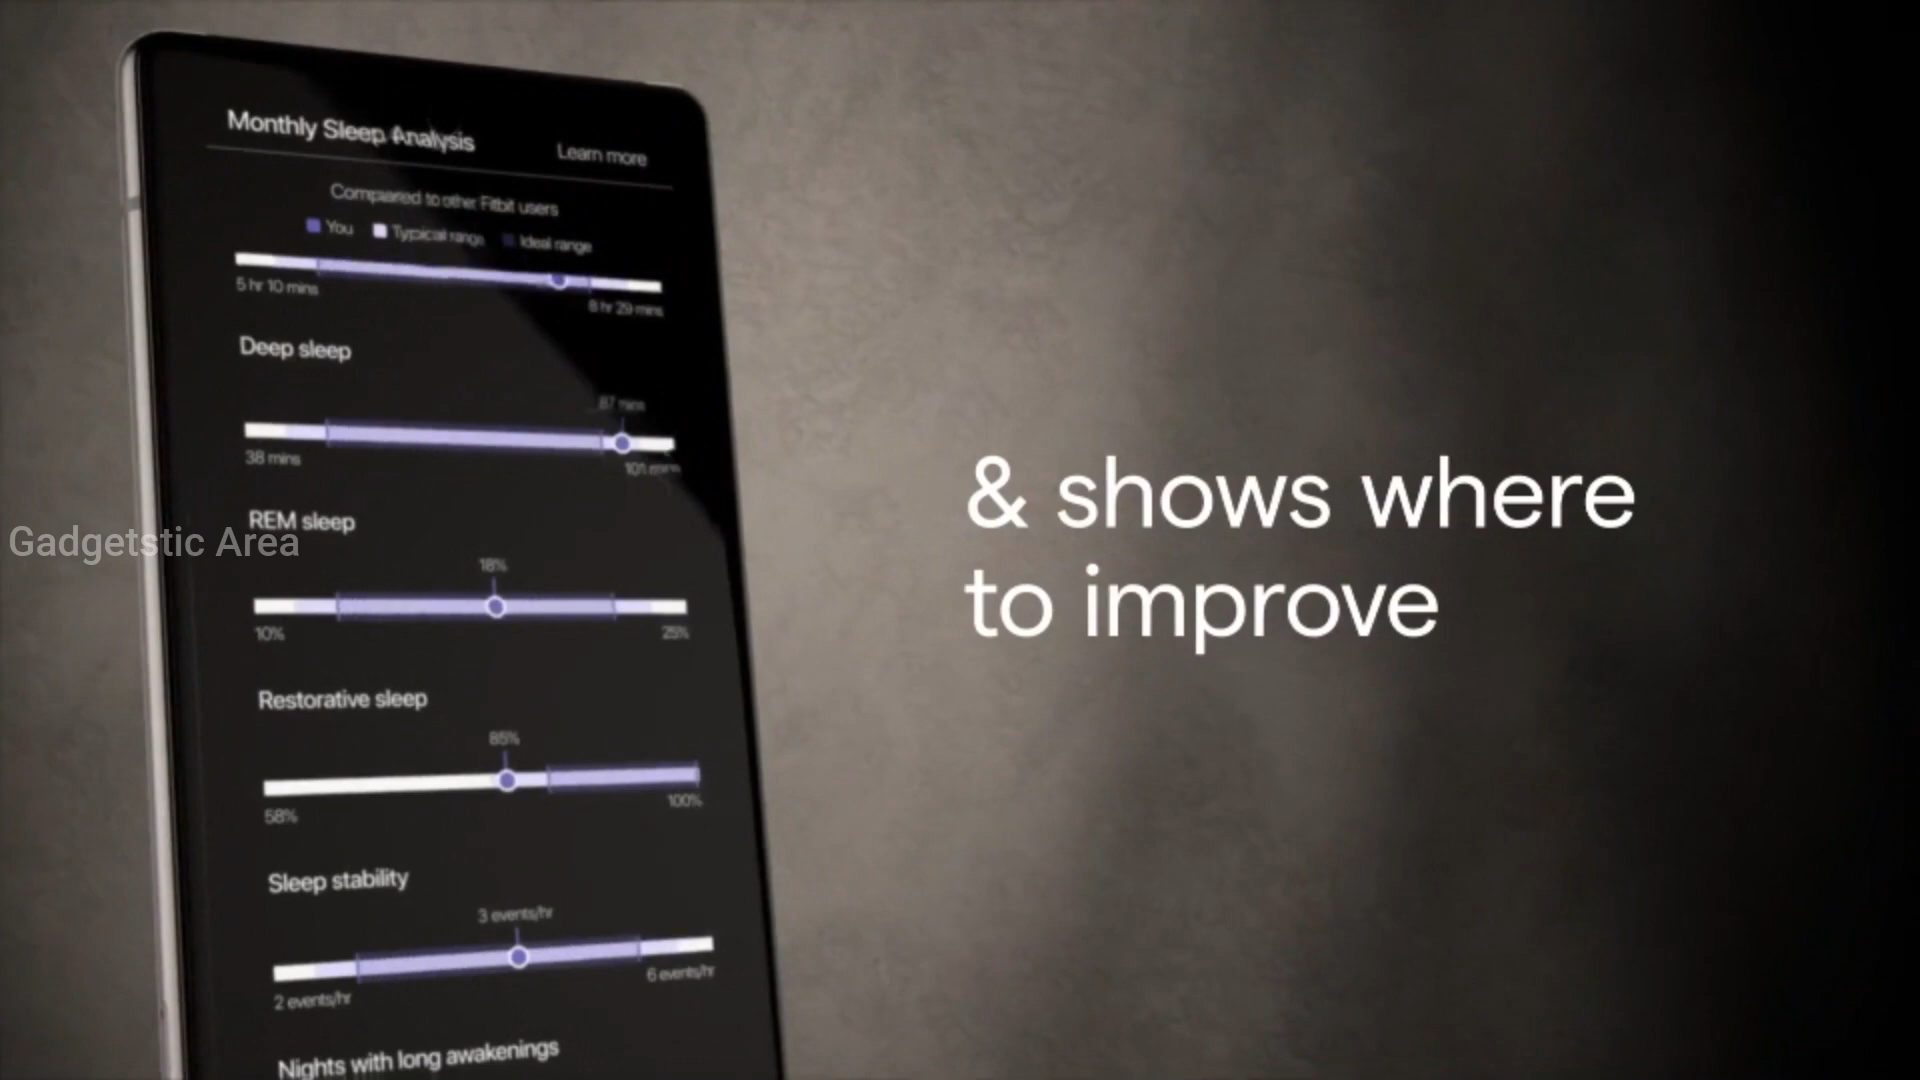 Monthly Sleep Analysis
Learn more
Compared to other Fitbit users
You Typical range Ideal range
5 hr 10 mins
8 hr 29 mins
Deep sleep
87 mins
38 mins
101 mins
REM sleep
18%
10%
25%
Restorative sleep
85%
58%
100%
Sleep stability
3 events/hr
2 events/hr
6 events/hr
Nights with long awakenings
& shows where
to improve
Gadgetstic Area